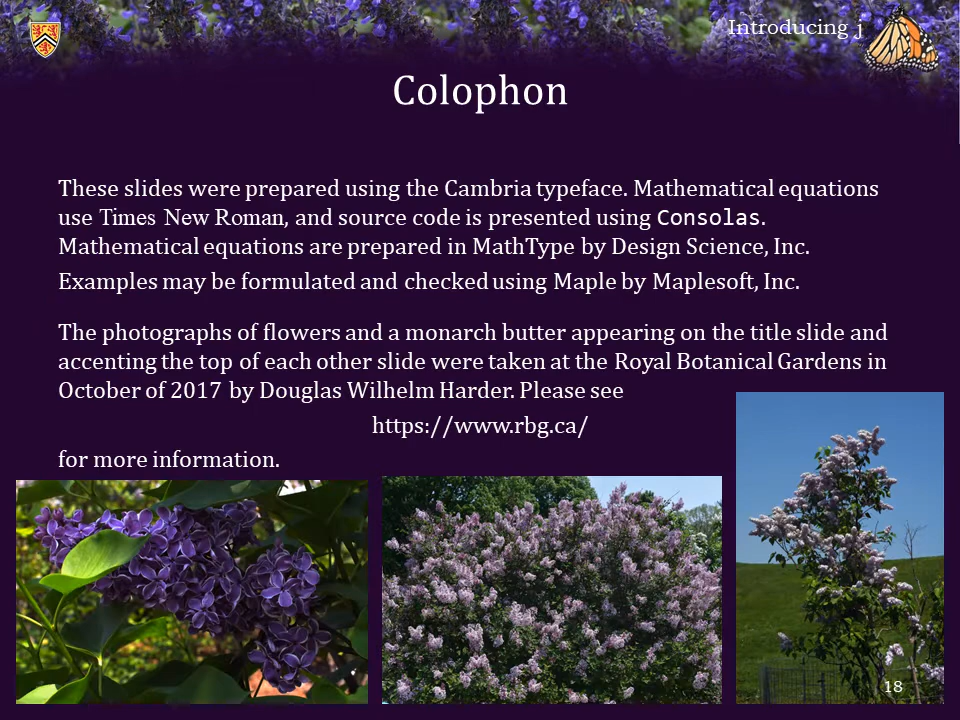 Introducing j
Colophon
These slides were prepared using the Cambria typeface. Mathematical equations
use Times New Roman, and source code is presented using Consolas.
Mathematical equations are prepared in MathType by Design Science, Inc.
Examples may be formulated and checked using Maple by Maplesoft, Inc.
The photographs of flowers and a monarch butter appearing on the title slide and
accenting the top of each other slide were taken at the Royal Botanical Gardens in
October of 2017 by Douglas Wilhelm Harder. Please see
https://www.rbg.ca/
for more information.
18